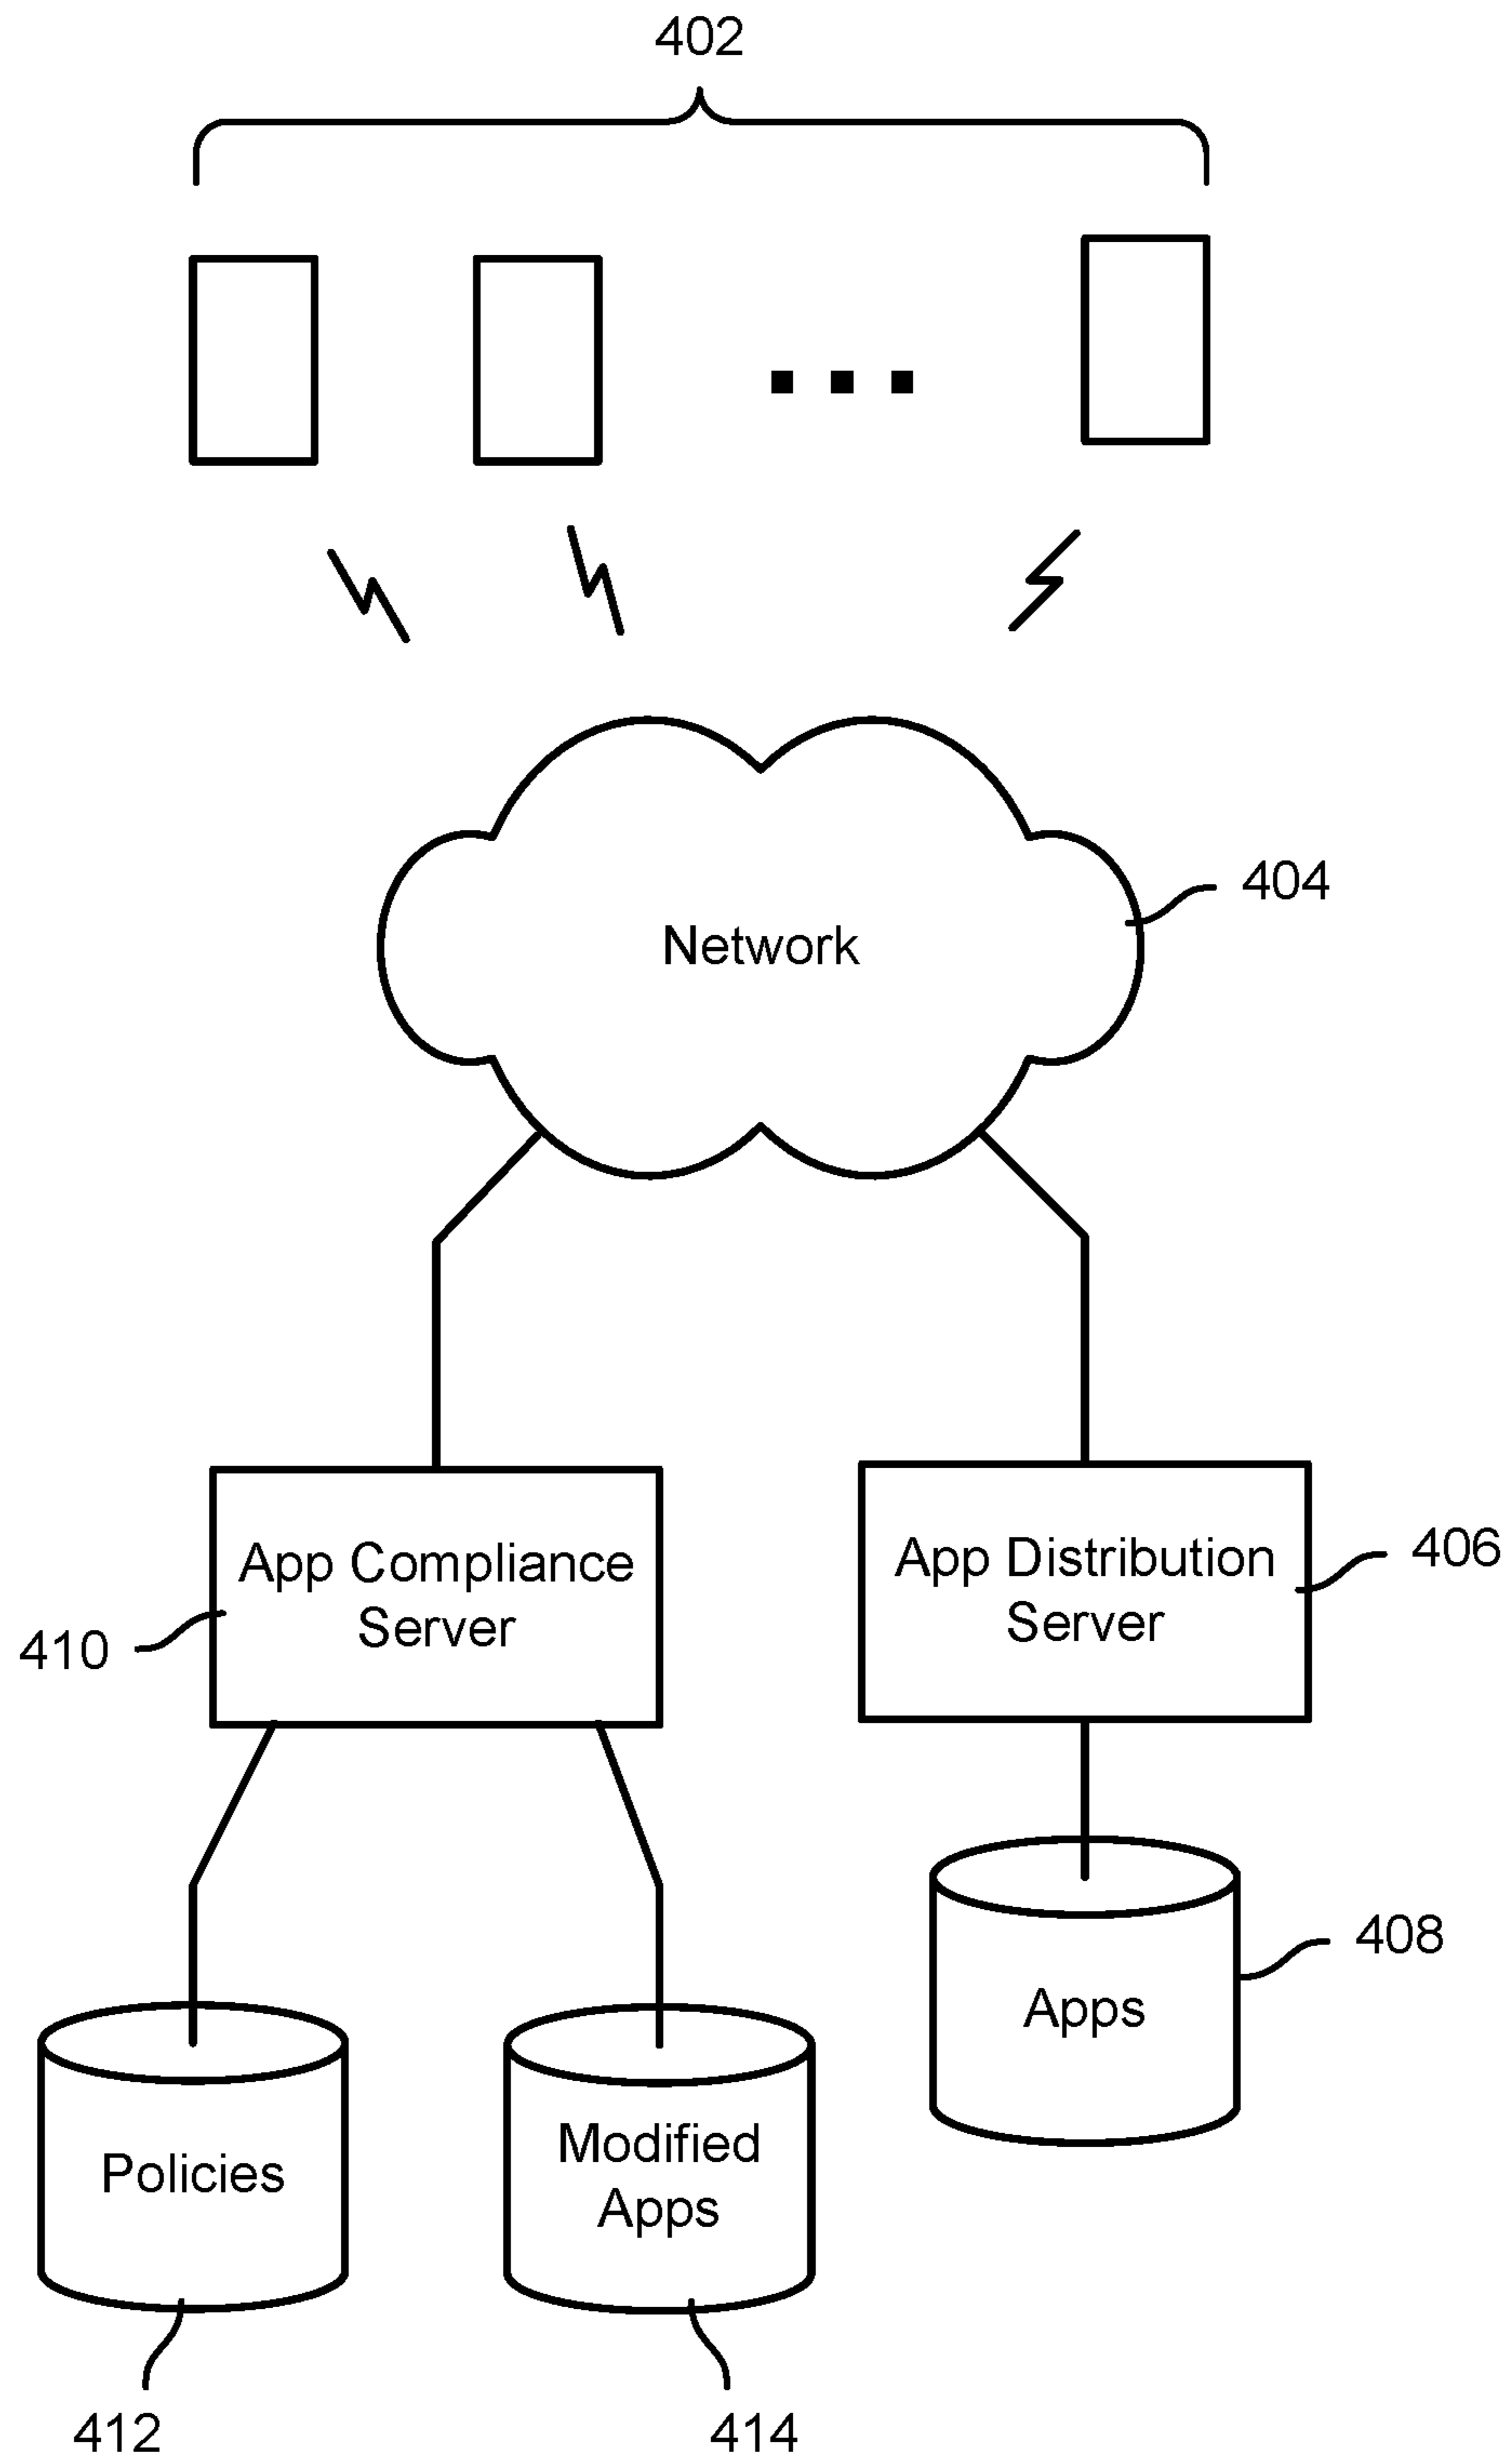 402
404
Network
App Compliance
Server
App Distribution
Server
406
410
408
Apps
Policies
Modified
Apps
412
414